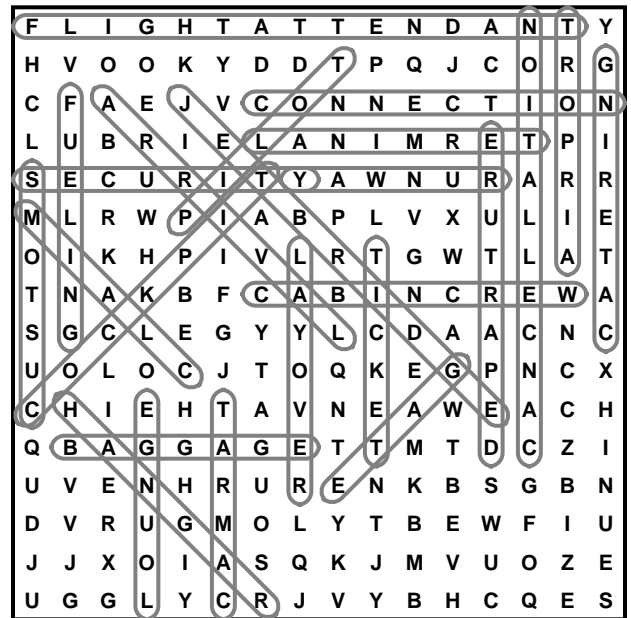 F L I G H T A T T E N D A N T Y
H V O O K Y D D T P Q J C O R G
C F A E J V C O N N E C T I O N
L U B R I E L A N I M R E T P I
S E C U R I T Y A W N U R A R R
M L R W P I A B P L V X U L I E
O I K H P I V L R T G W T L A T
T N A K B F C A B I N C R E W A
S G C L E G Y Y L C D A A C N C
U O L O C J T O Q K E G P N C X
C H I E H T A V N E A W E A C H
Q B A G G A G E T T M T D C Z I
U V E N H R U R E N K B S G B N
D V R U G M O L Y T B E W F I U
J J X O I A S Q K J M V U O Z E
U G G L Y C R J V Y B H C Q E S